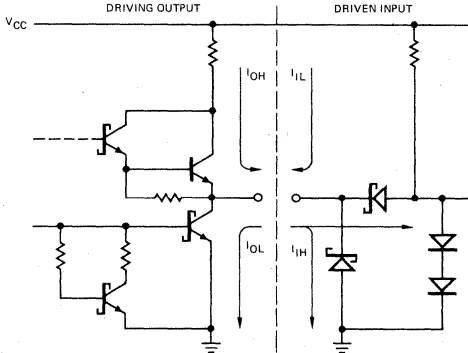 DRIVING OUTPUT
DRIVEN INPUT
VCC
IOH
IIL
IOL
IIH